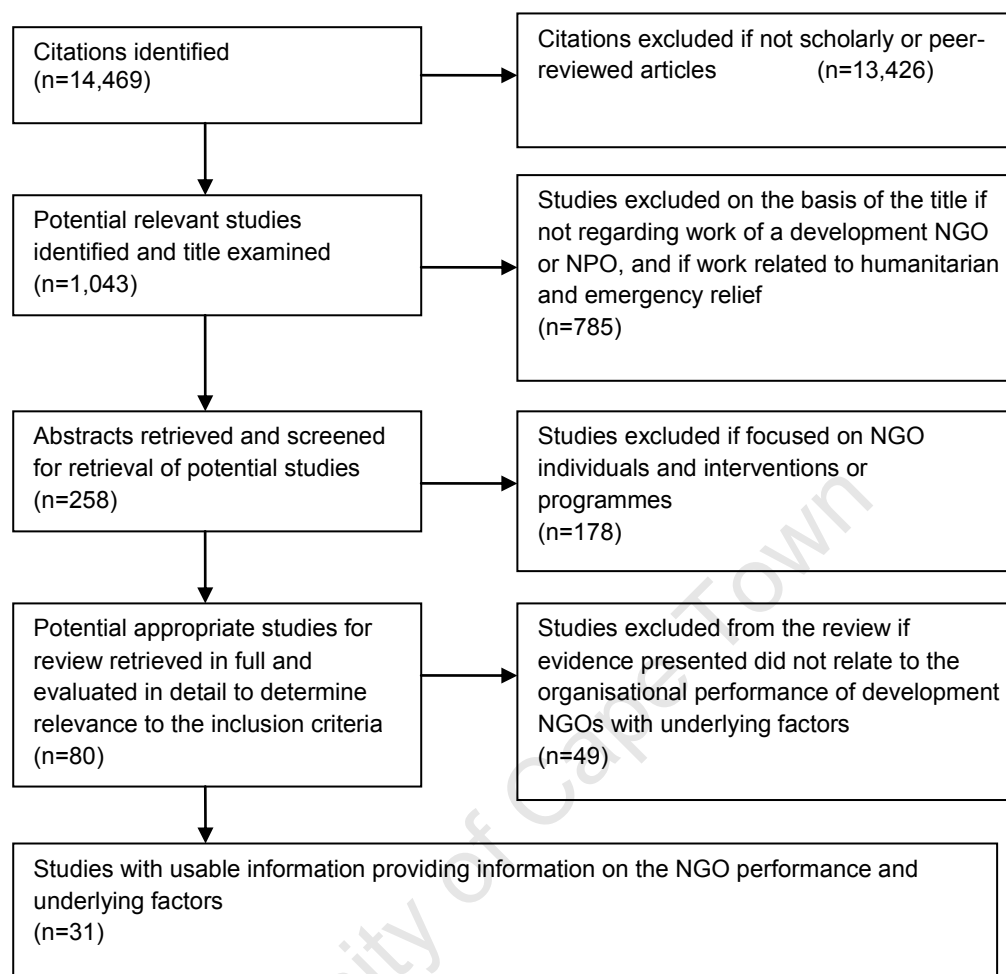 Citations identified
(n=14,469)
Citations excluded if not scholarly or peer-
reviewed articles (n=13,426)
Potential relevant studies
identified and title examined
(n=1,043)
Studies excluded on the basis of the title if
not regarding work of a development NGO
or NPO, and if work related to humanitarian
and emergency relief
(n=785)
Abstracts retrieved and screened
for retrieval of potential studies
(n=258)
Studies excluded if focused on NGO
individuals and interventions or
programmes
(n=178)
Potential appropriate studies for
review retrieved in full and
evaluated in detail to determine
relevance to the inclusion criteria
(n=80)
Studies excluded from the review if
evidence presented did not relate to the
organisational performance of development
NGOs with underlying factors
(n=49)
Studies with usable information providing information on the NGO performance and
underlying factors
(n=31)
ity of Cape Town